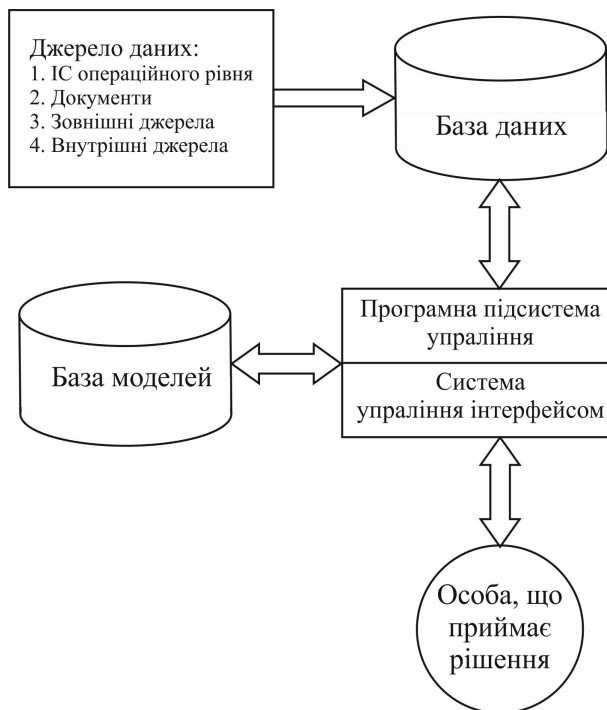 Джерело даних:
1. ІС операційного рівня
2. Документи
3. Зовнішні джерела
4. Внутрішні джерела
База даних
Програмна підсистема
упраління
База моделей
Система
упраління інтерфейсом
Особа, що
приймає
рішення